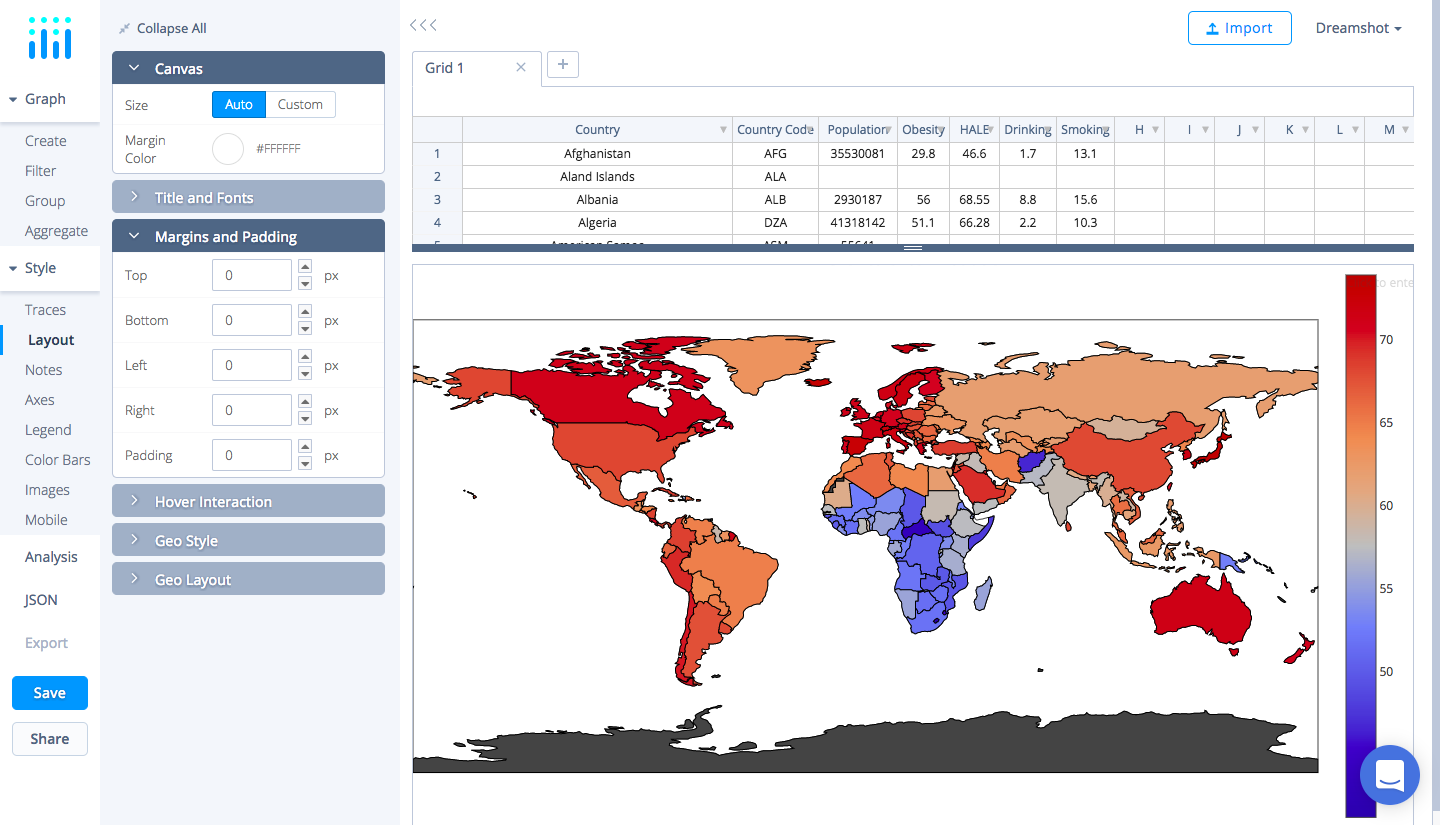 Collapse All
Import
Dreamshot
Graph
Create
Filter
Group
Aggregate
Style
Traces
Layout
Notes
Axes
Legend
Color Bars
Images
Mobile
Analysis
JSON
Export
Save
Share
Canvas
Size
Auto
Custom
Margin
Color
#FFFFFF
Title and Fonts
Margins and Padding
Top 0 px
Bottom 0 px
Left 0 px
Right 0 px
Padding 0 px
Hover Interaction
Geo Style
Geo Layout
Grid 1
Country Country Code Population Obesity HALE Drinking Smoking H I J K L M
1 Afghanistan AFG 35530081 29.8 46.6 1.7 13.1
2 Aland Islands ALA
3 Albania ALB 2930187 56 68.55 8.8 15.6
4 Algeria DZA 41318142 51.1 66.28 2.2 10.3
to ente
70
65
60
55
50